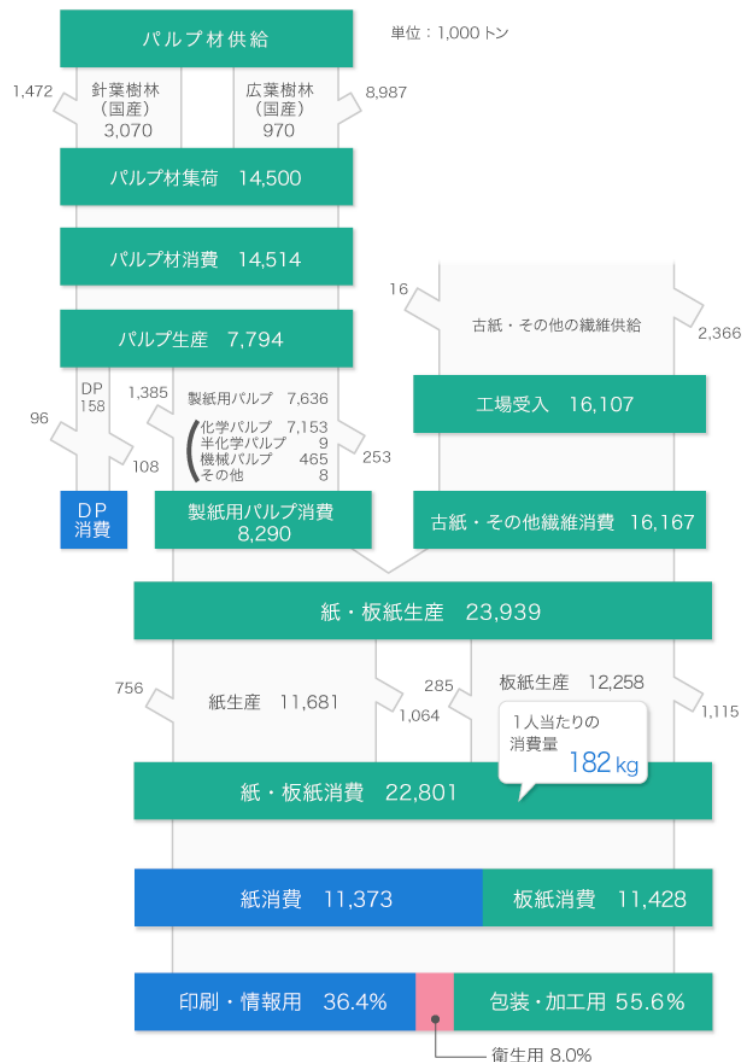 パルプ材供給
単位：1,000トン
1,472
針葉樹林
（国産）
3,070
広葉樹林
（国産）
970
8,987
パルプ材集荷 14,500
パルプ材消費 14,514
16
古紙・その他の繊維供給
2,366
パルプ生産 7,794
DP
158
96
108
1,385
製紙用パルプ 7,636
化学パルプ 7,153
半化学パルプ 9
機械パルプ 465
その他 8
253
工場受入 16,107
DP
消費
製紙用パルプ消費
8,290
古紙・その他繊維消費 16,167
紙・板紙生産 23,939
756
紙生産 11,681
1,064
285
板紙生産 12,258
1,115
1人当たりの
消費量
182kg
紙・板紙消費 22,801
紙消費 11,373
板紙消費 11,428
印刷・情報用 36.4%
包装・加工用 55.6%
衛生用 8.0%